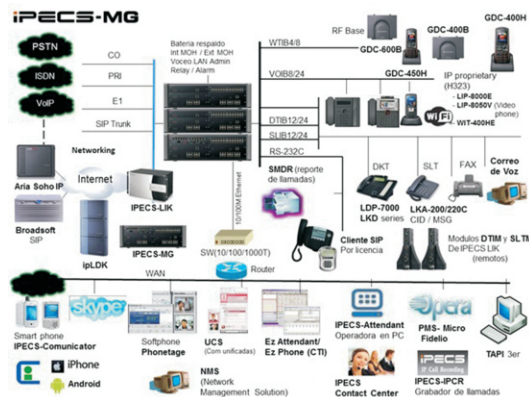 iPECS-MG
PSTN
ISDN
VoIP
CO
PRI
E1
SIP Trunk
Bateria respaldo
Int MOH / Ext MOH
Voceo LAN Admin
Relay / Alarm
WTIB4/8
RF Base
GDC-600B
GDC-400B
GDC-400H
VOIB8/24
GDC-450H
IP proprietary
(H323)
- LIP-8000E
- LIP-8050V (Video
phone)
- WIT-400HE
Wi Fi
DTIB12/24
SLIB12/24
RS-232C
Networking
Internet
Aria Soho IP
Broadsoft
SIP
ipLDK
IPECS-LIK
IPECS-MG
10/100M Ethernet
SW(10/100/1000T)
Router
SMDR (reporte
de llamadas)
Cliente SIP
Por licencia
DKT
SLT
FAX
Correo
de Voz
LDP-7000
LKD series
LKA-200/220C
CID / MSG
Modulos DTIM y SLTM
De IPECS LIK
(remotos)
WAN
Smart phone
IPECS-Comunicator
iPhone
Android
skype
Softphone
Phonetage
NMS
(Network
Management Solution)
UCS
(Com unificadas)
Ez Attendant/
Ez Phone (CTI)
IPECS-Attendant
Operadora en PC
IPECS
Contact Center
Opera
PMS- Micro
Fidelio
iPECS
IP Call Recording
IPECS-IPCR
Grabador de llamadas
TAPI 3er